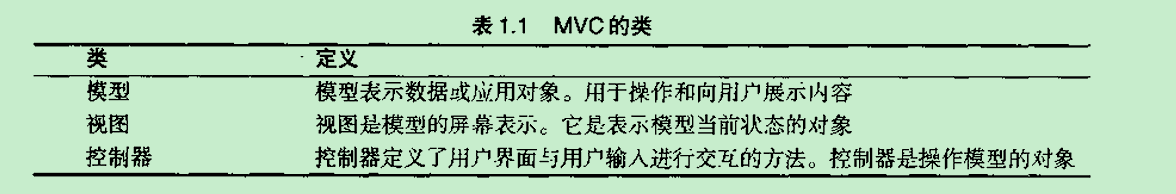 表1.1 MVC的类
类 定义
模型 模型表示数据或应用对象。用于操作和向用户展示内容
视图 视图是模型的屏幕表示。它是表示模型当前状态的对象
控制器 控制器定义了用户界面与用户输入进行交互的方法。控制器是操作模型的对象